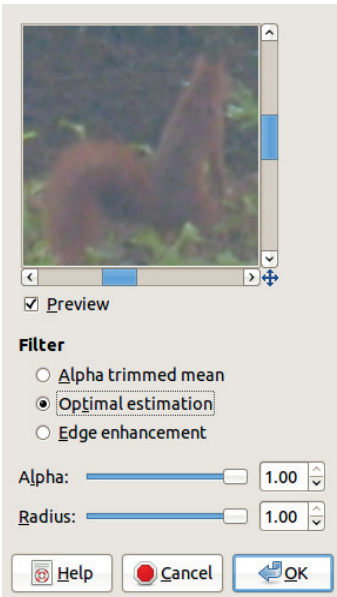 Preview
Filter
Alpha trimmed mean
Optimal estimation
Edge enhancement
Alpha: 1.00
Radius: 1.00
Help Cancel OK